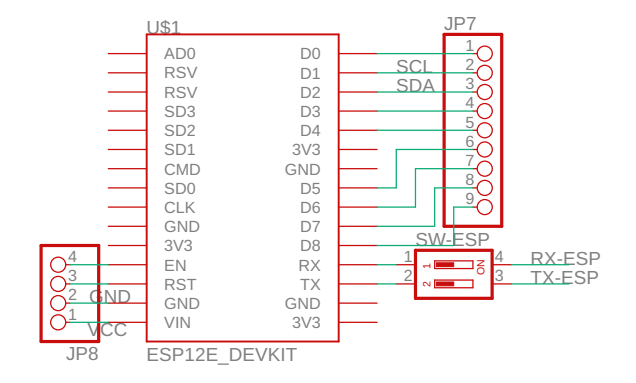 U$1
JP7
AD0 D0 1
RSV D1 SCL 2
RSV D2 SDA 3
SD3 D3 4
SD2 D4 5
SD1 3V3 6
CMD GND 7
SD0 D5 8
CLK D6 9
GND D7
3V3 D8 SW-ESP
4 EN RX 1 1 ON 4 RX-ESP
3 RST TX 2 2 3 TX-ESP
2 GND GND GND
1 VCC VIN 3V3
JP8 ESP12E_DEVKIT